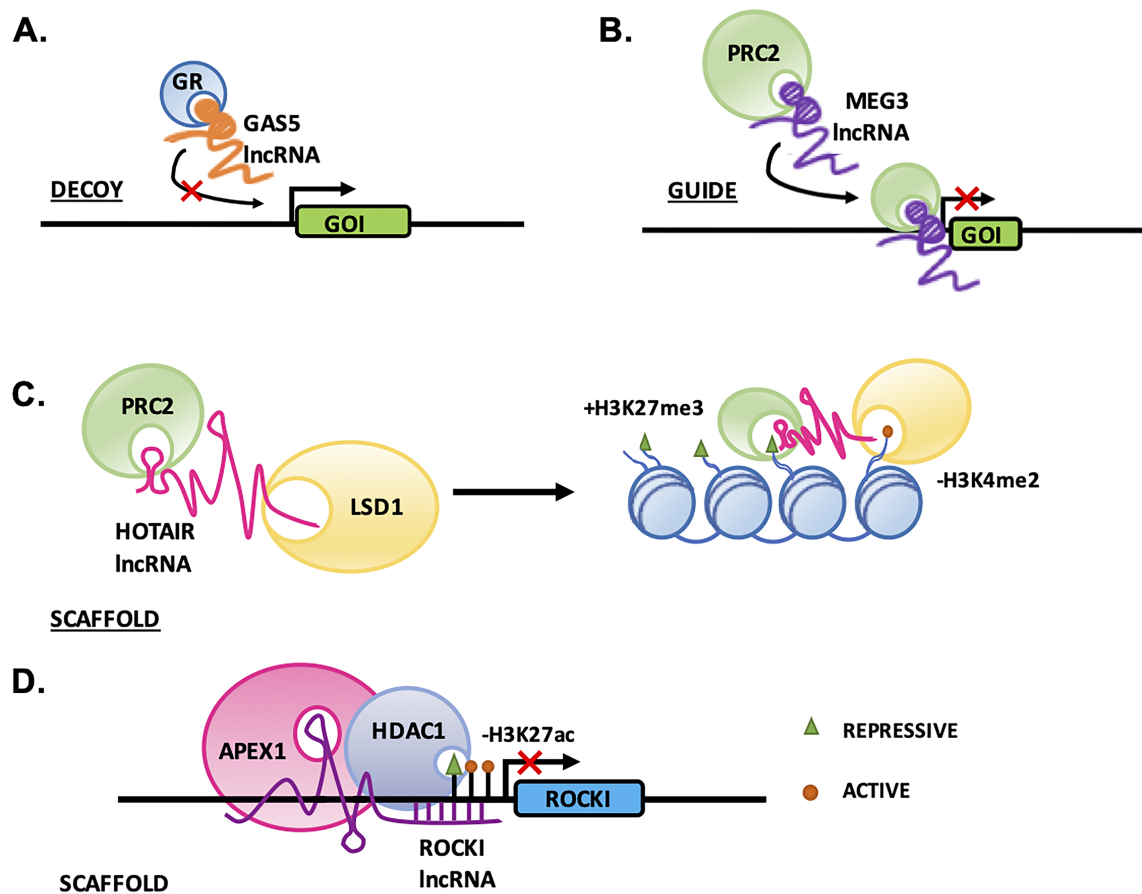 A.
GR
GAS5
lncRNA
DECOY
GOI
B.
PRC2
MEG3
lncRNA
GUIDE
GOI
C.
PRC2
HOTAIR
lncRNA
LSD1
+H3K27me3
-H3K4me2
SCAFFOLD
D.
APEX1
HDAC1
-H3K27ac
ROCKI
ROCKI
lncRNA
SCAFFOLD
REPRESSIVE
ACTIVE